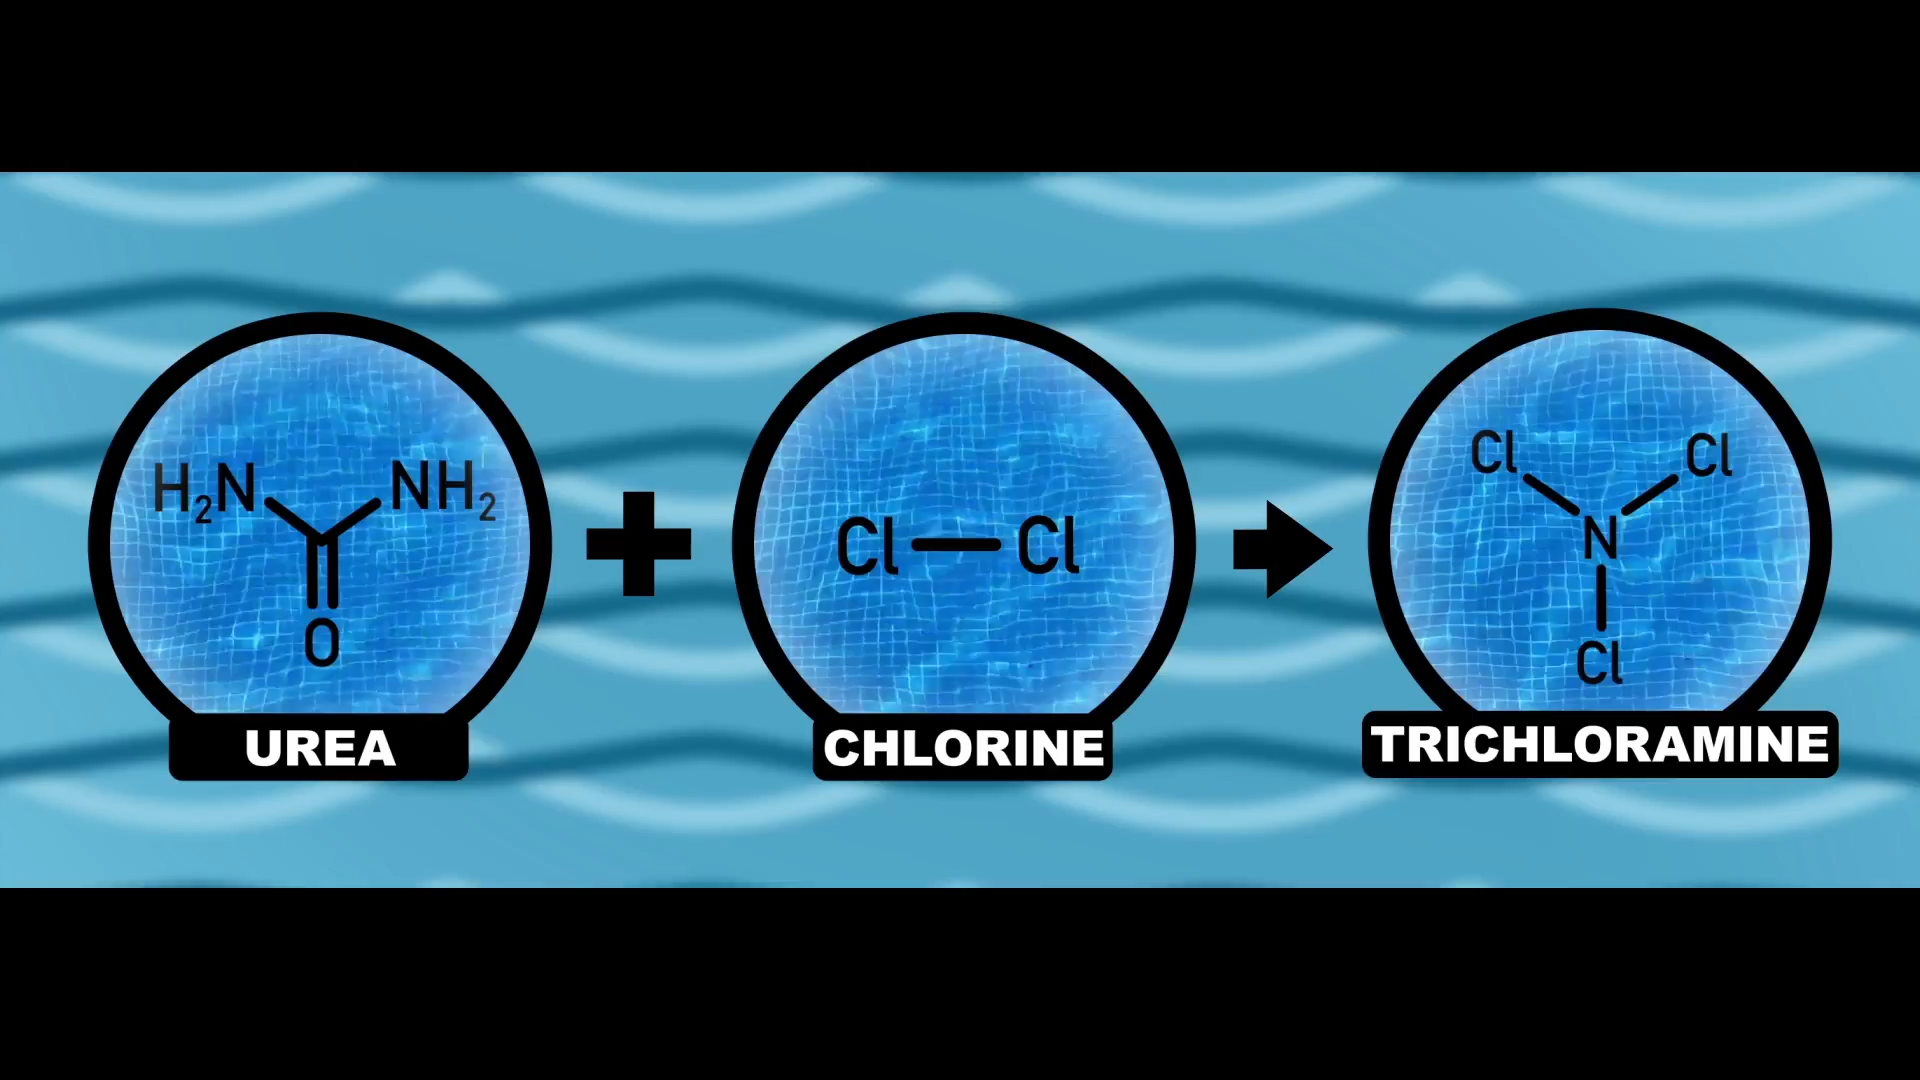 H₂N NH₂
O
UREA
Cl Cl
CHLORINE
Cl Cl
N
Cl
TRICHLORAMINE